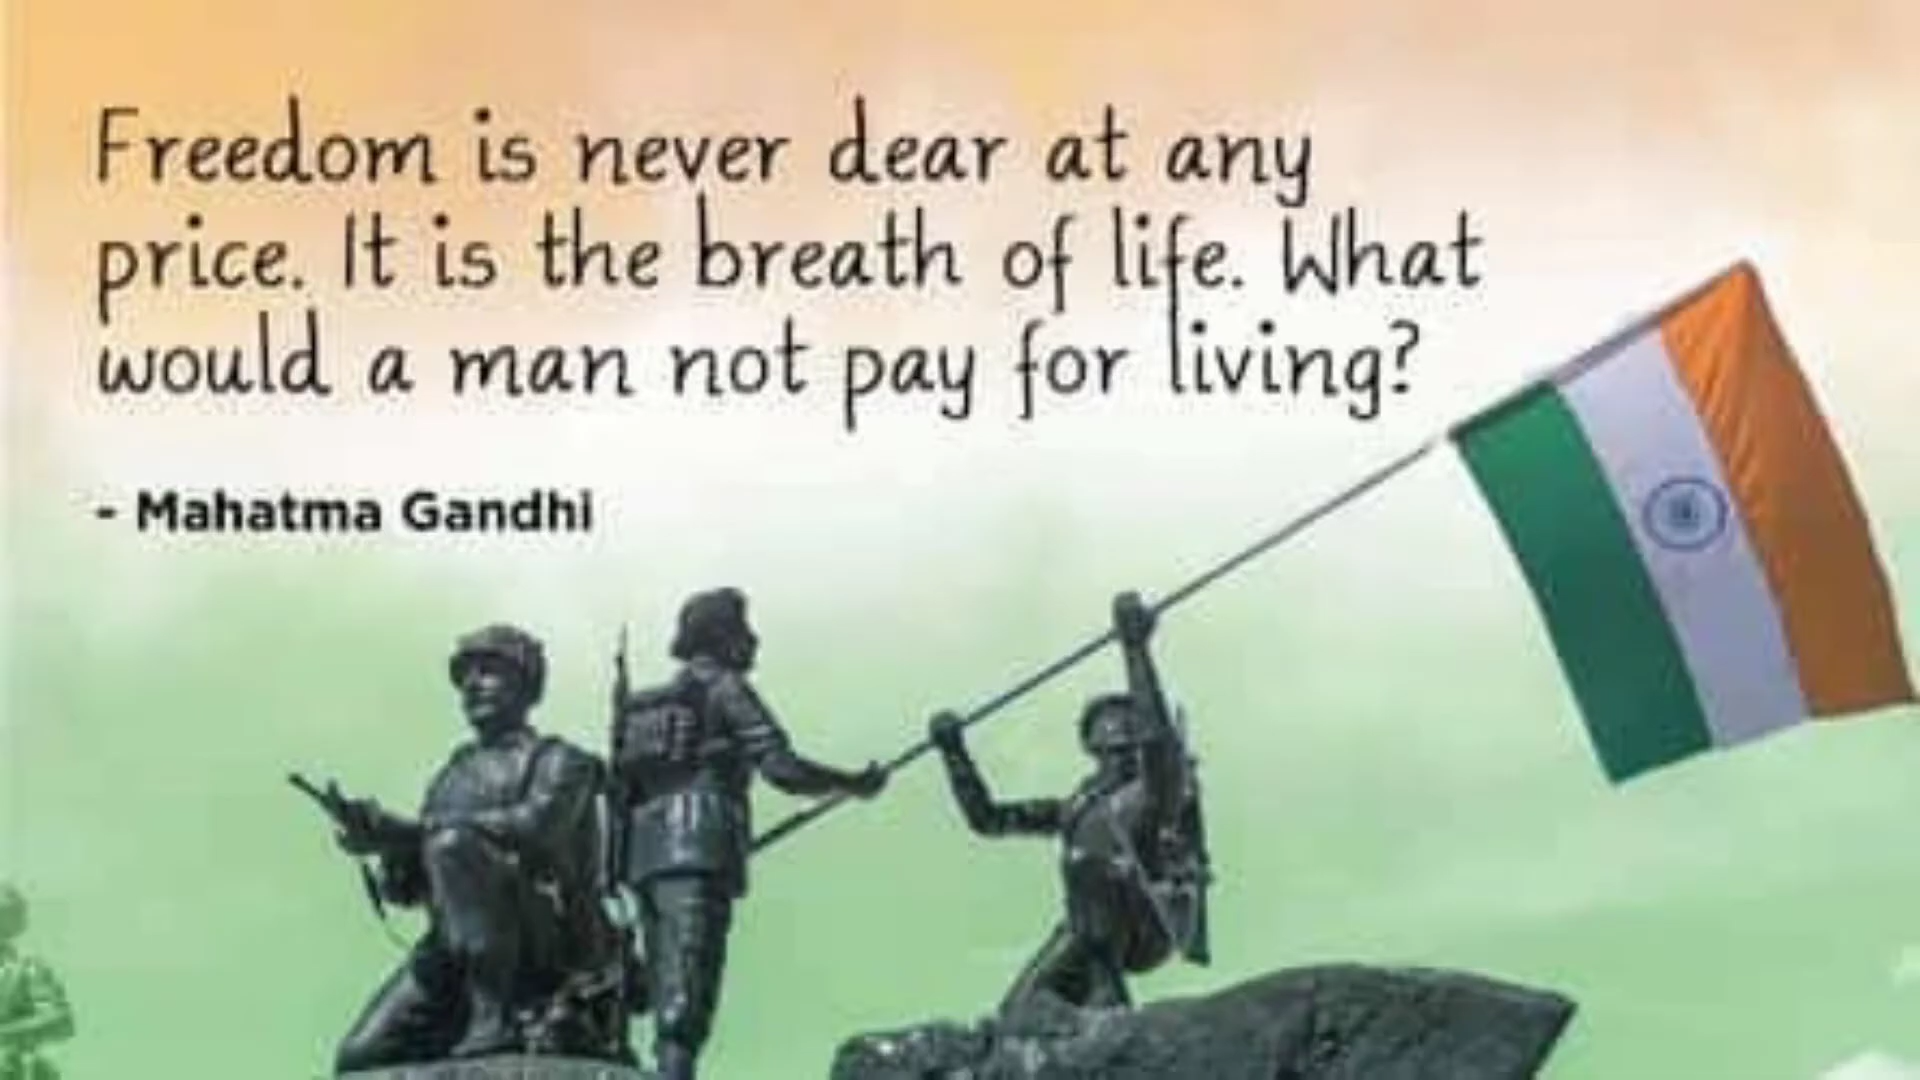 Freedom is never dear at any
price. It is the breath of life. What
would a man not pay for living?
- Mahatma Gandhi